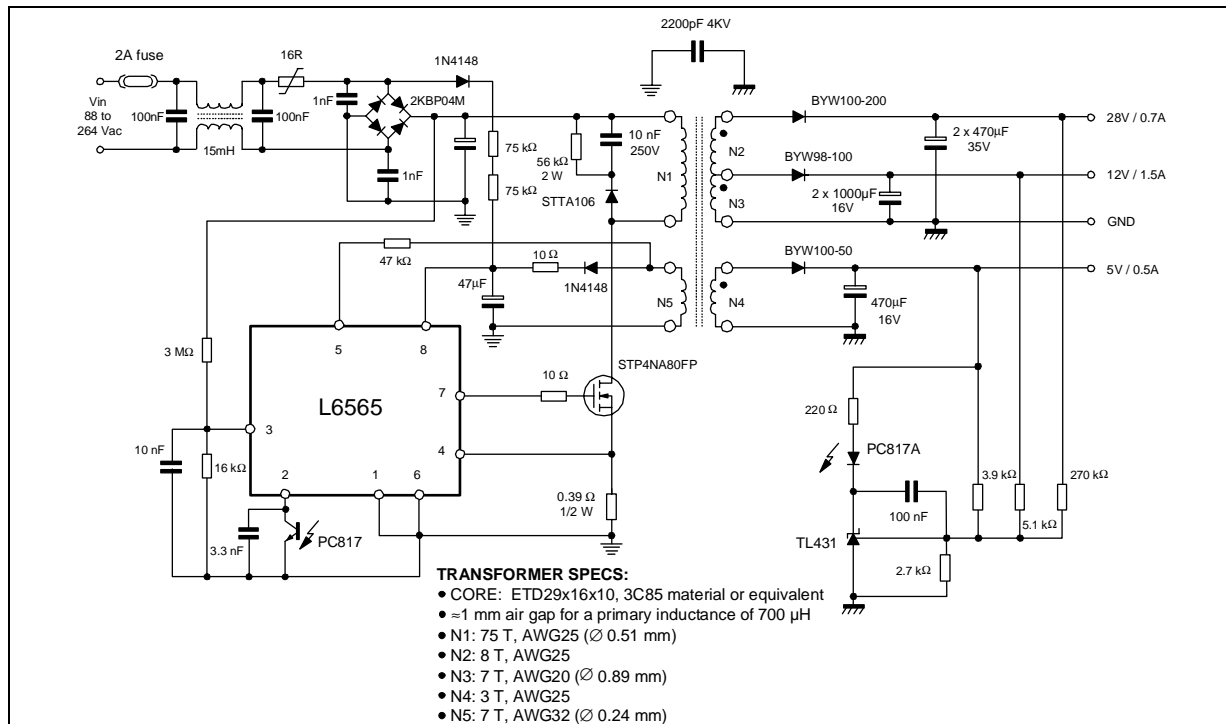 2200pF 4KV
2A fuse
16R
1N4148
Vin
88 to
264 Vac
100nF
15mH
100nF
1nF
2KBP04M
1nF
75 kΩ
75 kΩ
56 kΩ
2 W
10 nF
250V
STTA106
N1
N2
N3
BYW100-200
2 x 470µF
35V
28V / 0.7A
BYW98-100
2 x 1000µF
16V
12V / 1.5A
GND
47 kΩ
10 Ω
1N4148
47µF
N5
N4
BYW100-50
470µF
16V
5V / 0.5A
3 MΩ
5
8
L6565
7
4
3
2
1
6
10 Ω
STP4NA80FP
10 nF
16 kΩ
3.3 nF
PC817
0.39 Ω
1/2 W
220 Ω
PC817A
100 nF
3.9 kΩ
5.1 kΩ
270 kΩ
TL431
2.7 kΩ
TRANSFORMER SPECS:
• CORE: ETD29x16x10, 3C85 material or equivalent
• ≈1 mm air gap for a primary inductance of 700 µH
• N1: 75 T, AWG25 (∅ 0.51 mm)
• N2: 8 T, AWG25
• N3: 7 T, AWG20 (∅ 0.89 mm)
• N4: 3 T, AWG25
• N5: 7 T, AWG32 (∅ 0.24 mm)